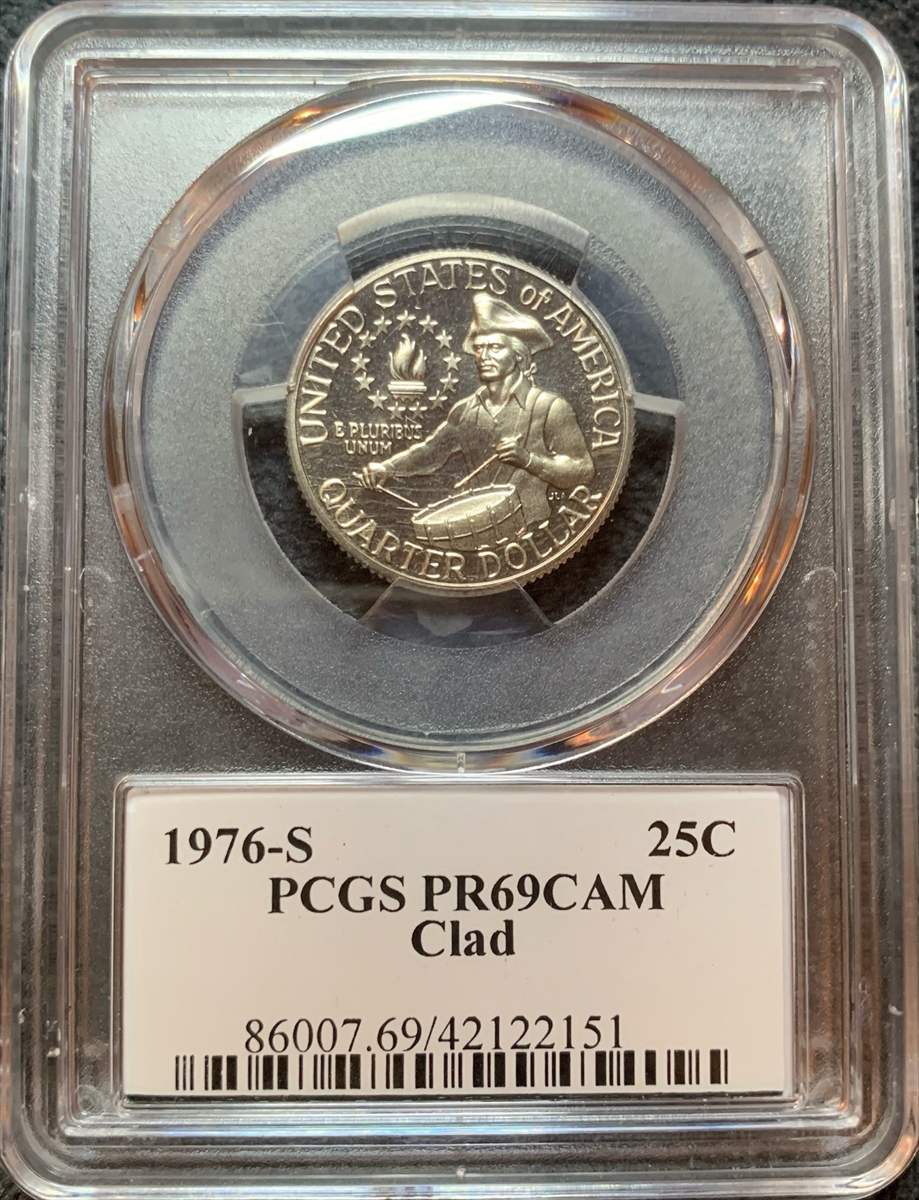 UNITED STATES of AMERICA
E PLURIBUS
UNUM
QUARTER DOLLAR
1976-S 25C
PCGS PR69CAM
Clad
86007.69/42122151